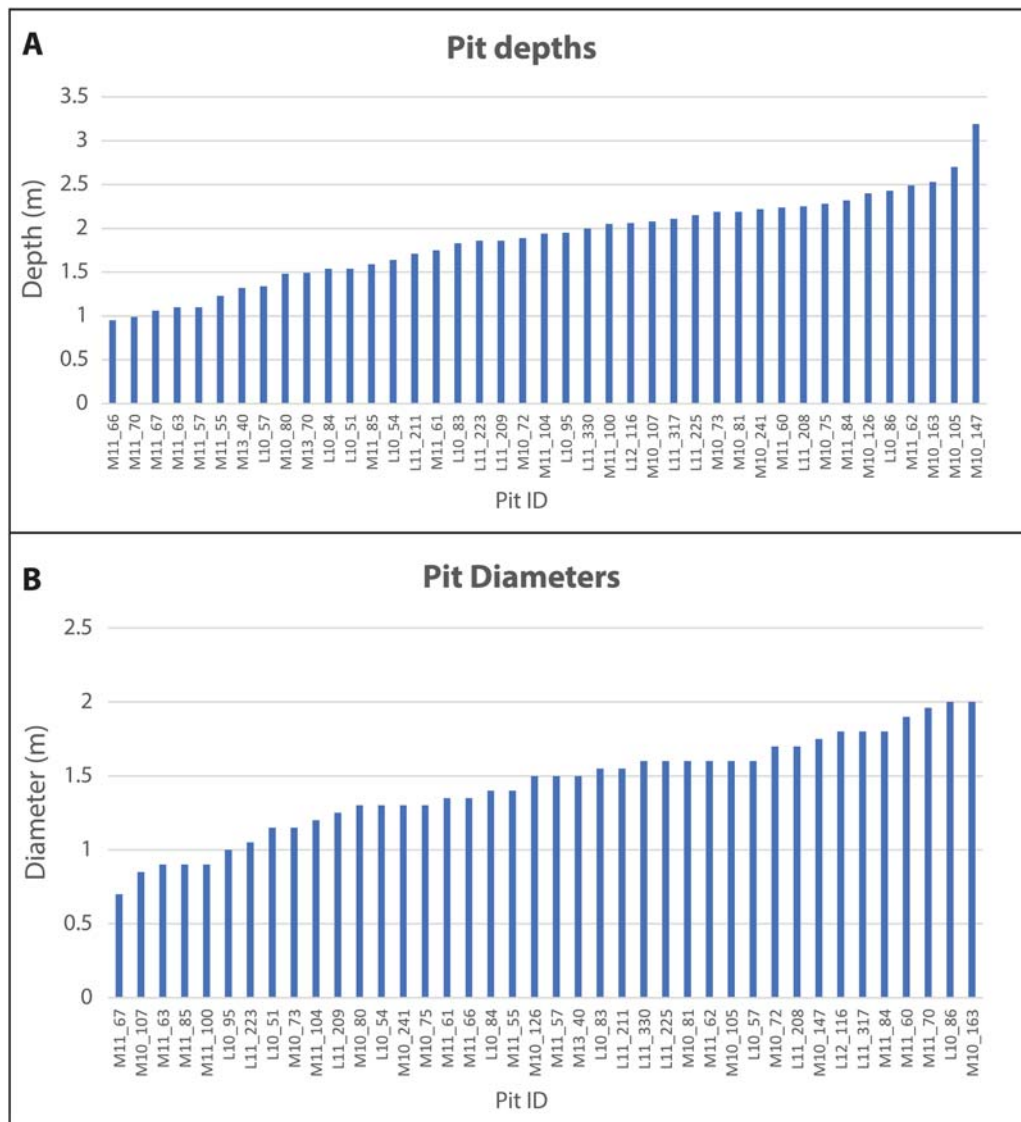 A
Pit depths
3.5
3
2.5
2
1.5
1
0.5
0
Depth (m)
M11_66
M11_70
M11_67
M11_63
M11_57
M11_55
M13_40
L10_57
M10_80
M13_70
L10_84
L10_51
M11_85
L10_54
L11_211
M11_61
L10_83
L11_223
L11_209
M10_72
M11_104
L10_95
L11_330
M11_100
L12_116
M10_107
L11_317
L11_225
M10_73
M10_81
M10_241
M11_60
L11_208
M10_75
M11_84
M10_126
L10_86
M11_62
M10_163
M10_105
M10_147
Pit ID
B
Pit Diameters
2.5
2
1.5
1
0.5
0
Diameter (m)
M11_67
M10_107
M11_63
M11_85
M11_100
L10_95
L11_223
L10_51
M10_73
M11_104
L11_209
M10_80
L10_54
M10_241
M10_75
M11_61
M11_66
L10_84
M11_55
M10_126
M11_57
M13_40
L10_83
L11_211
L11_330
L11_225
M10_81
M11_62
M10_105
L10_57
M10_72
L11_208
M10_147
L12_116
L11_317
M11_84
M11_60
M11_70
L10_86
M10_163
Pit ID